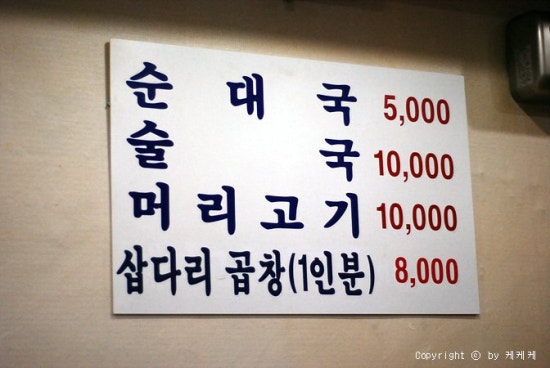 순 대 국 5,000
술 국 10,000
머 리 고 기 10,000
삽다리 곱창(1인분) 8,000
Copyright ⓒ by 케케케